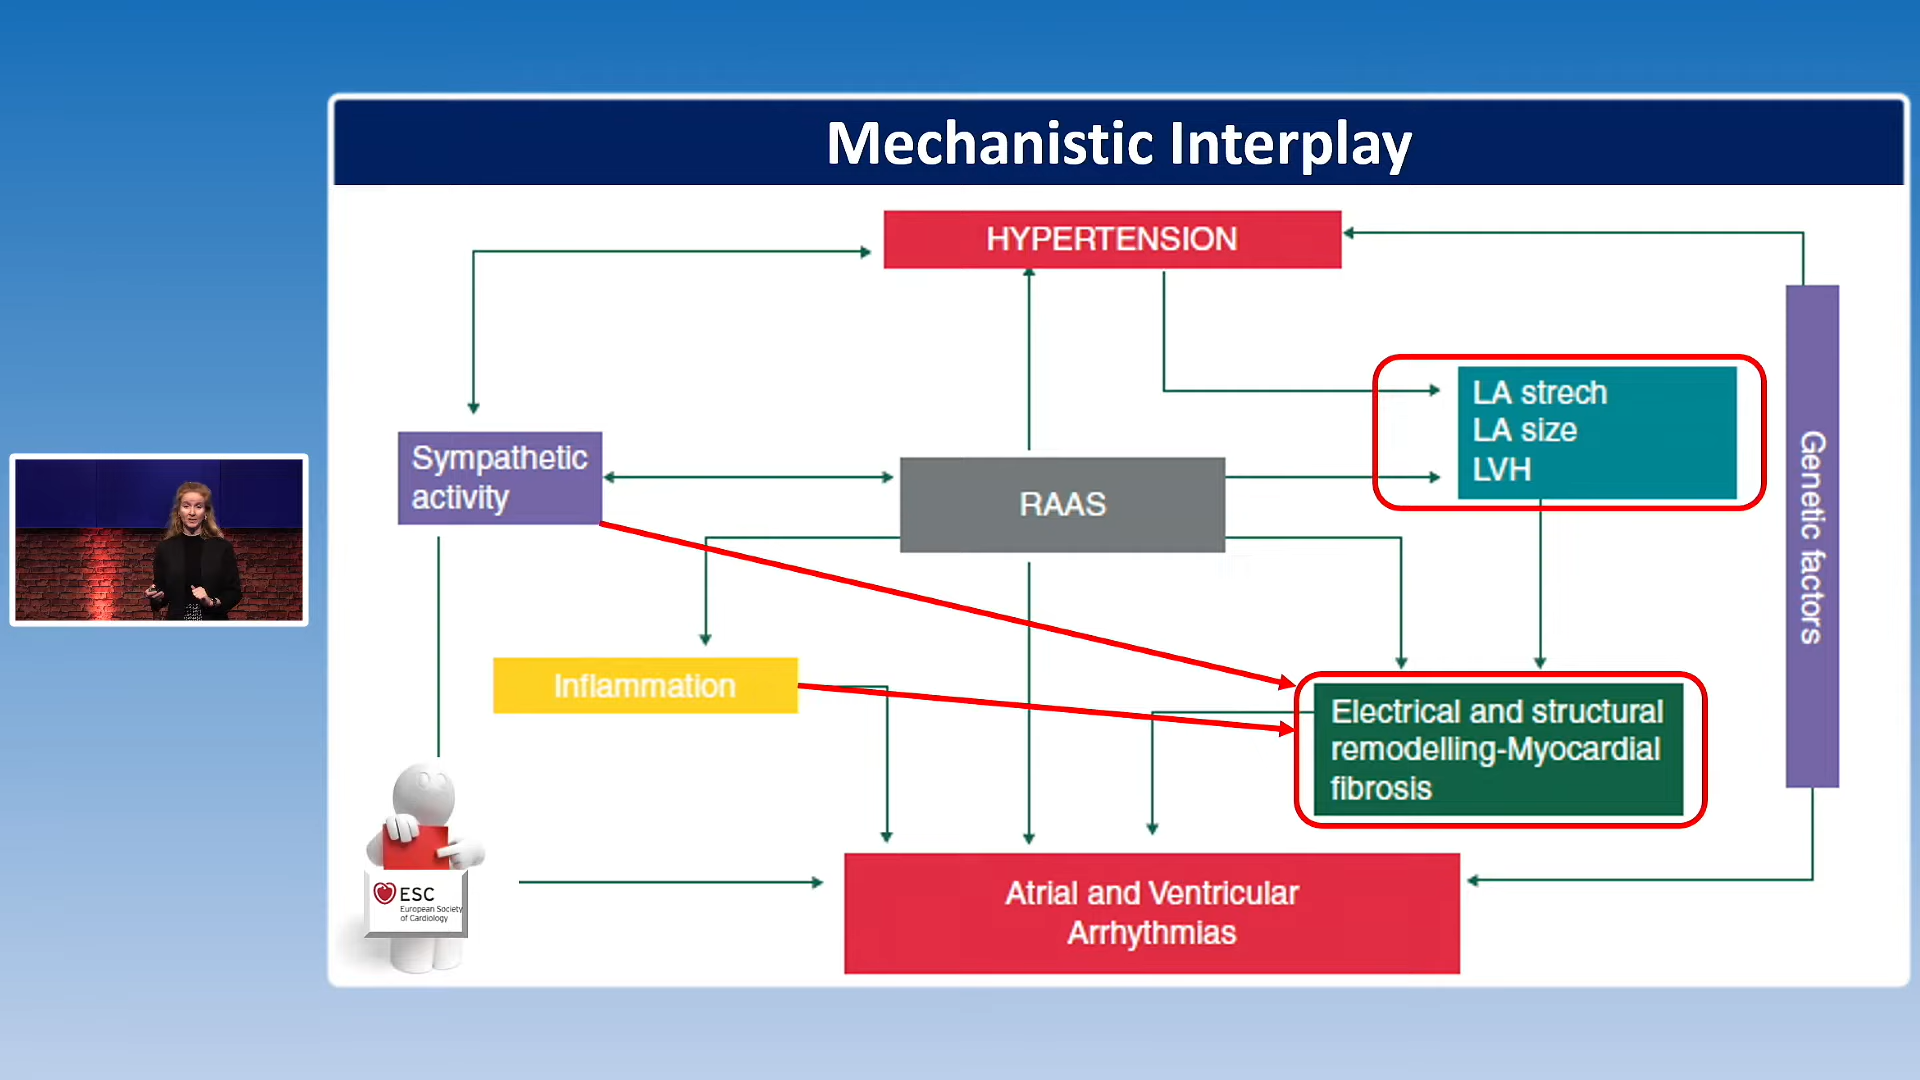 Mechanistic Interplay
HYPERTENSION
LA strech
LA size
LVH
Sympathetic
activity
RAAS
Genetic factors
Inflammation
Electrical and structural
remodelling-Myocardial
fibrosis
ESC
European Society
of Cardiology
Atrial and Ventricular
Arrhythmias